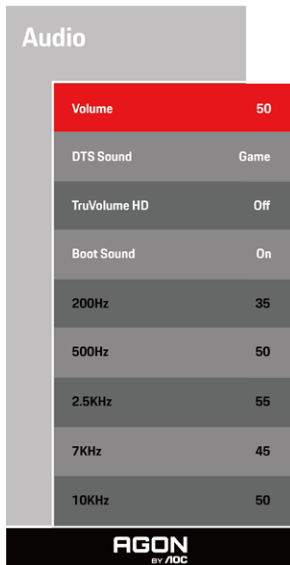 Audio
Volume 50
DTS Sound Game
TruVolume HD Off
Boot Sound On
200Hz 35
500Hz 50
2.5KHz 55
7KHz 45
10KHz 50
AGON
BY AOC